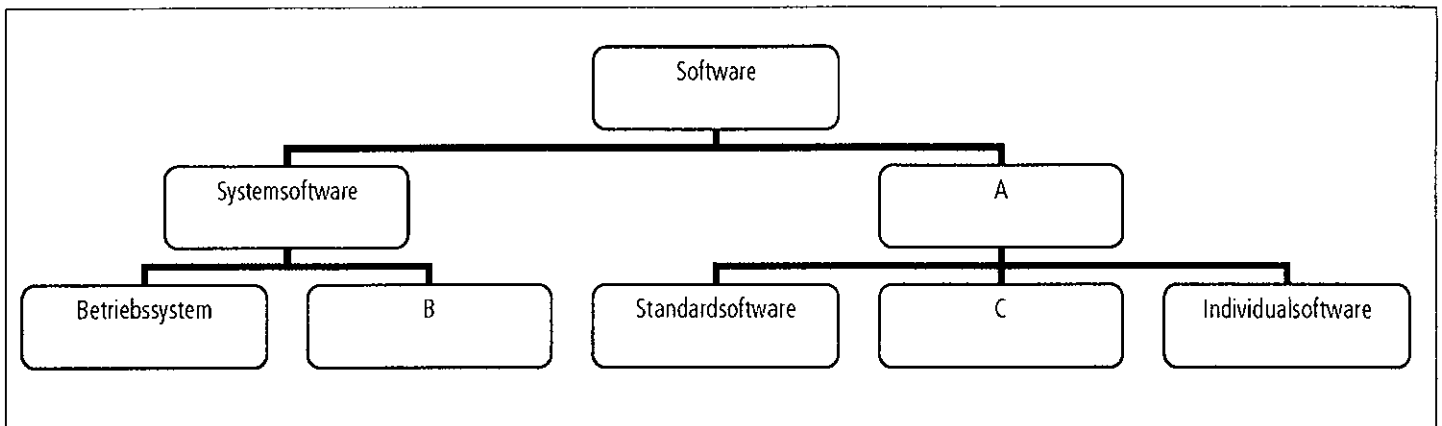 Software
Systemsoftware
A
Betriebssystem
B
Standardsoftware
C
Individualsoftware